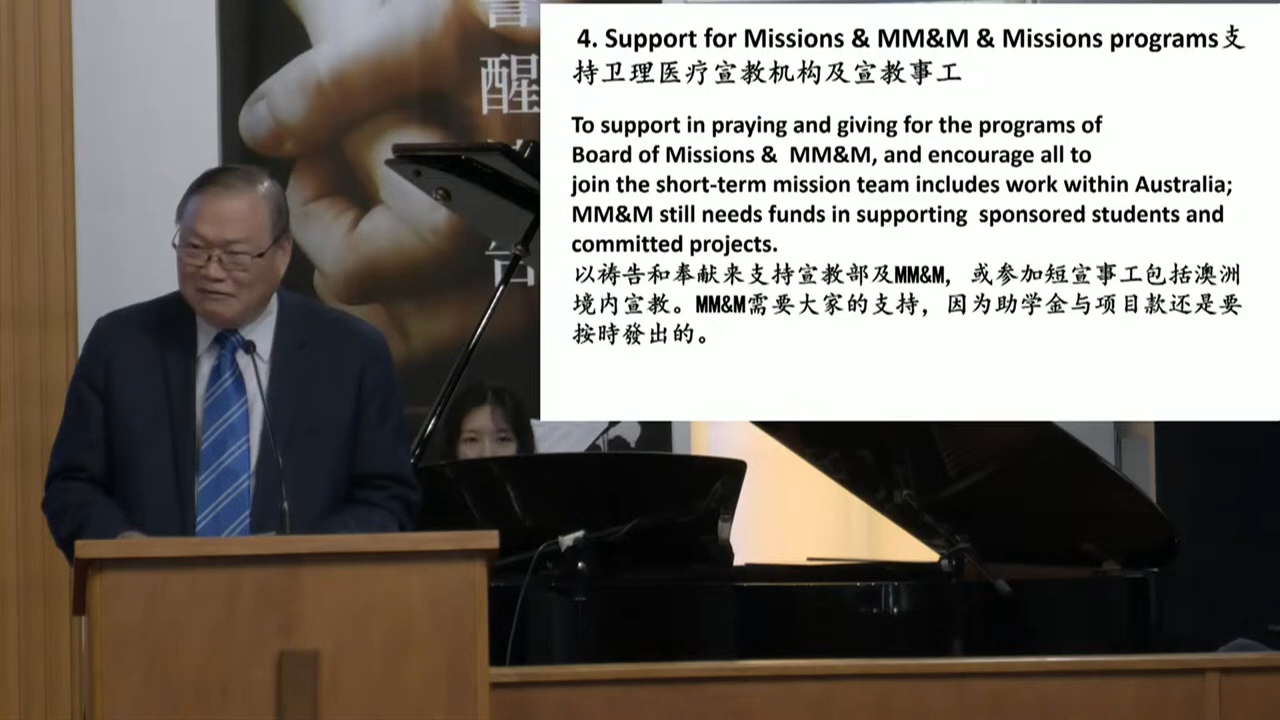 醒
4. Support for Missions & MM&M & Missions programs支
持卫理医疗宣教机构及宣教事工
To support in praying and giving for the programs of
Board of Missions & MM&M, and encourage all to
join the short-term mission team includes work within Australia;
MM&M still needs funds in supporting sponsored students and
committed projects.
以祷告和奉献来支持宣教部及MM&M，或参加短宣事工包括澳洲
境内宣教。MM&M需要大家的支持，因为助学金与项目款还是要
按時發出的。